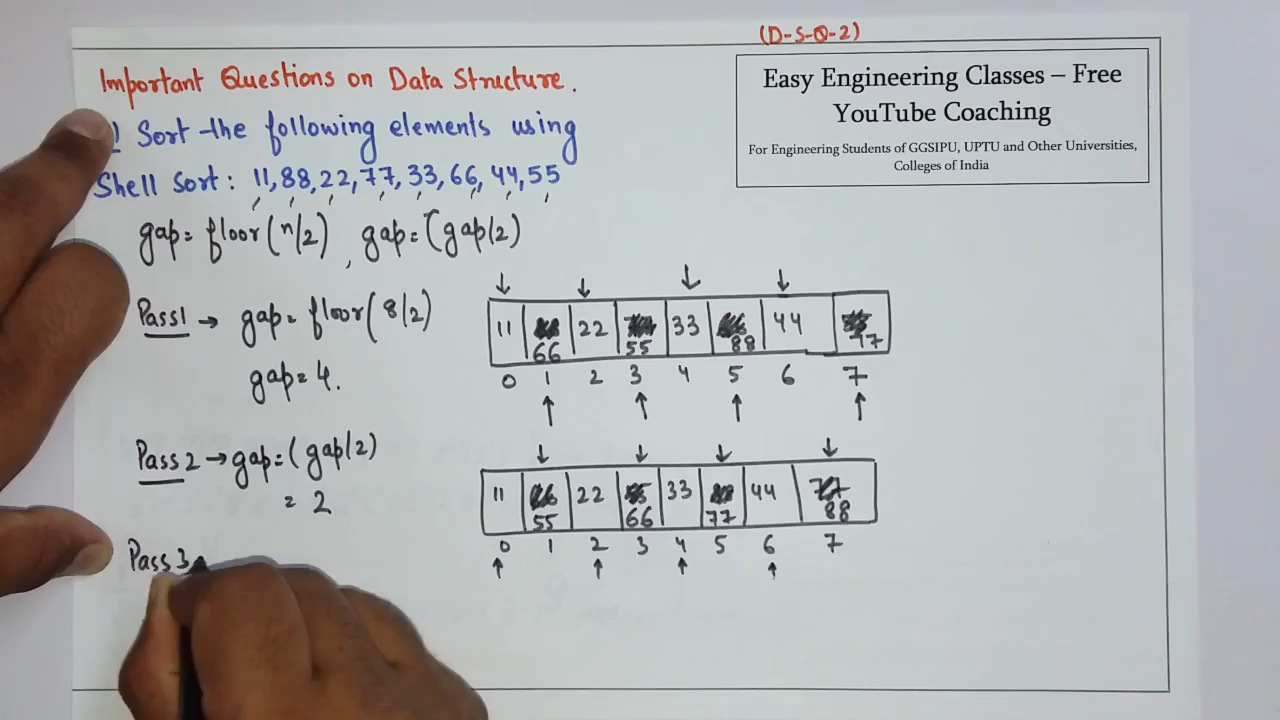 (D-S-Q-2)
Important Questions on Data Structure.
Easy Engineering Classes – Free
YouTube Coaching
For Engineering Students of GGSIPU, UPTU and Other Universities,
Colleges of India
Q! Sort the following elements using
Shell Sort: 11, 88, 22, 77, 33, 66, 44, 55
gap= floor(n/2), gap= (gap/2)
Pass1 → gap= floor(8/2)
gap= 4.
11 22 33 44
66 55 88 77
0 1 2 3 4 5 6 7
Pass 2 → gap= (gap/2)
= 2
11 22 33 44
55 66 77 88
0 1 2 3 4 5 6 7
Pass 3